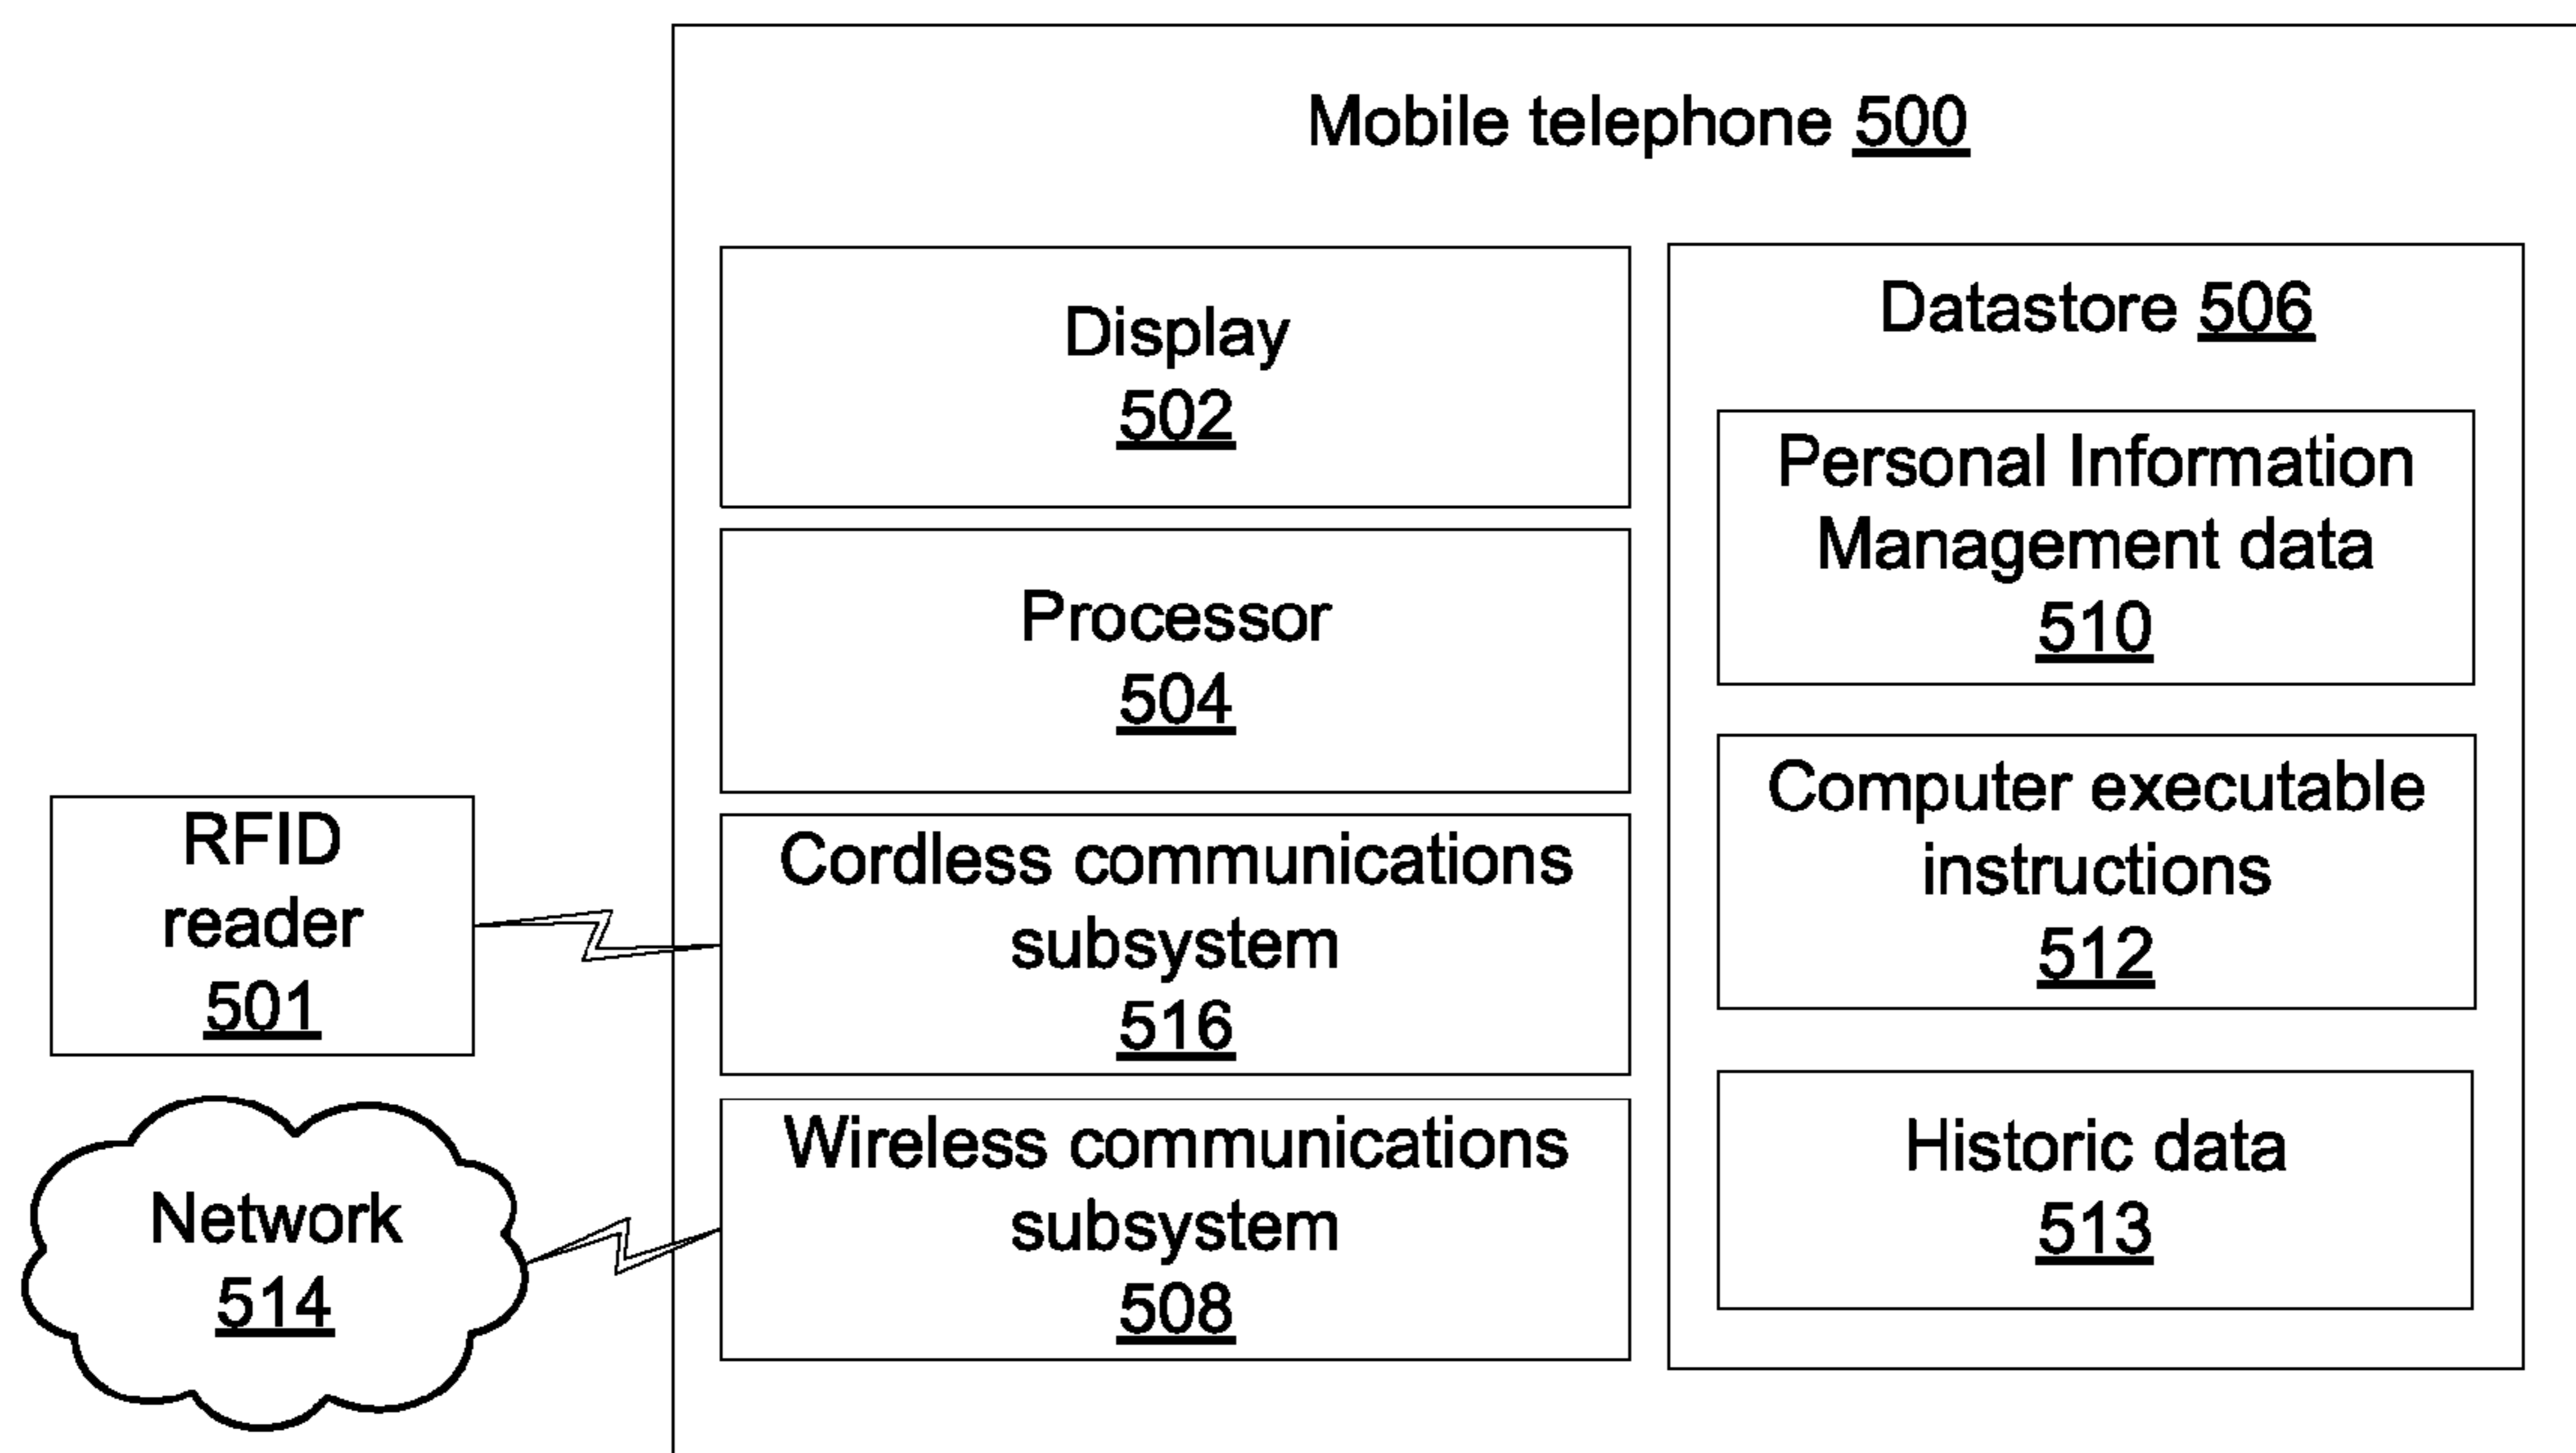 Mobile telephone 500
Display
502
Processor
504
Cordless communications
subsystem
516
Wireless communications
subsystem
508
Datastore 506
Personal Information
Management data
510
Computer executable
instructions
512
Historic data
513
RFID
reader
501
Network
514